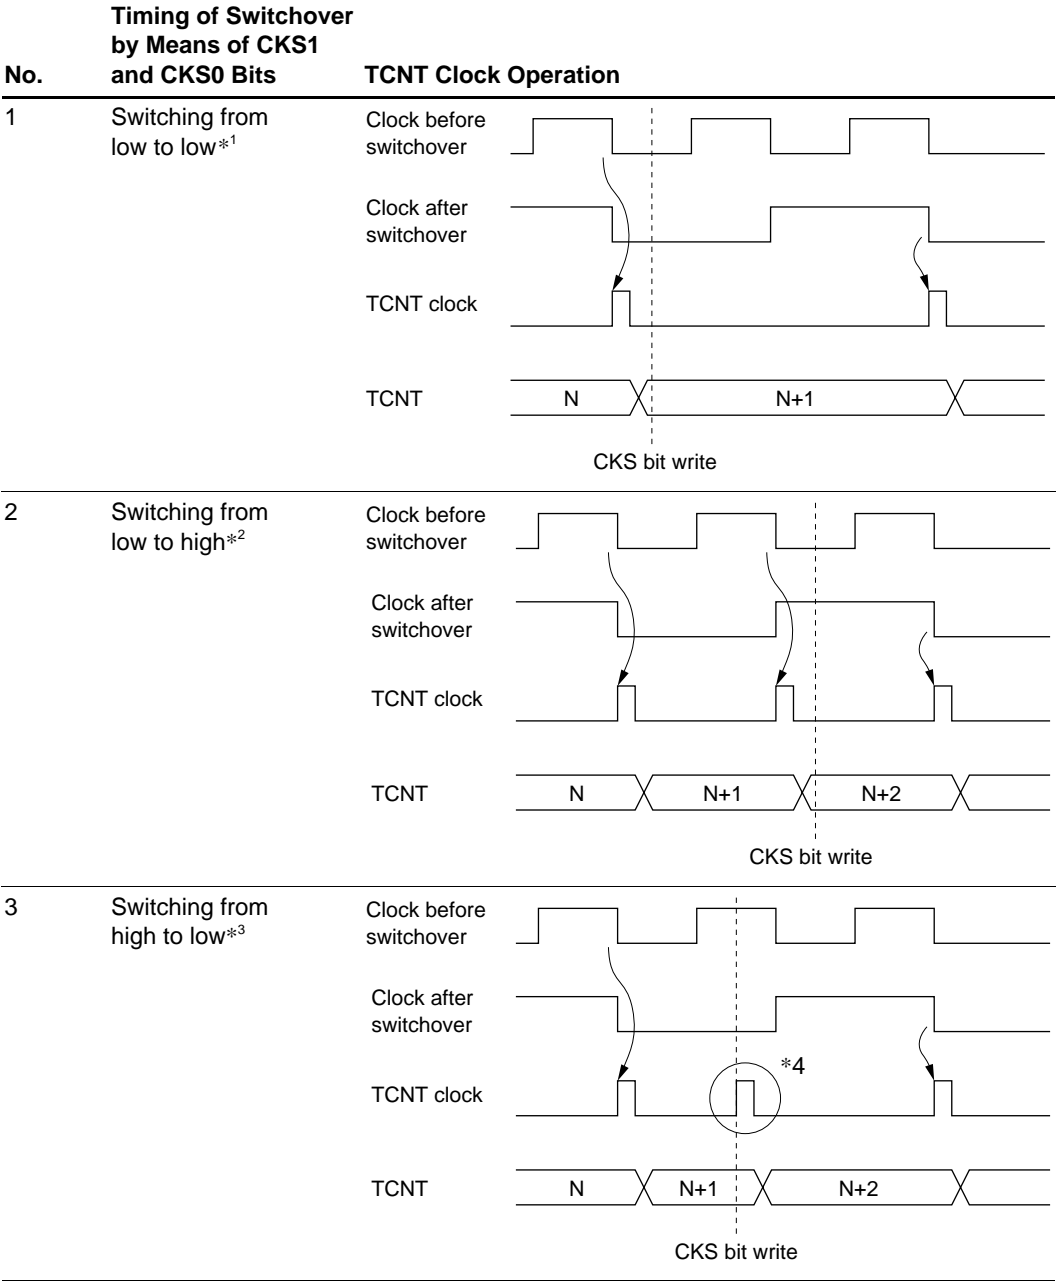 Timing of Switchover
by Means of CKS1
No. and CKS0 Bits TCNT Clock Operation
1 Switching from
low to low*1
Clock before
switchover
Clock after
switchover
TCNT clock
TCNT N N+1
CKS bit write
2 Switching from
low to high*2
Clock before
switchover
Clock after
switchover
TCNT clock
TCNT N N+1 N+2
CKS bit write
3 Switching from
high to low*3
Clock before
switchover
Clock after
switchover
*4
TCNT clock
TCNT N N+1 N+2
CKS bit write